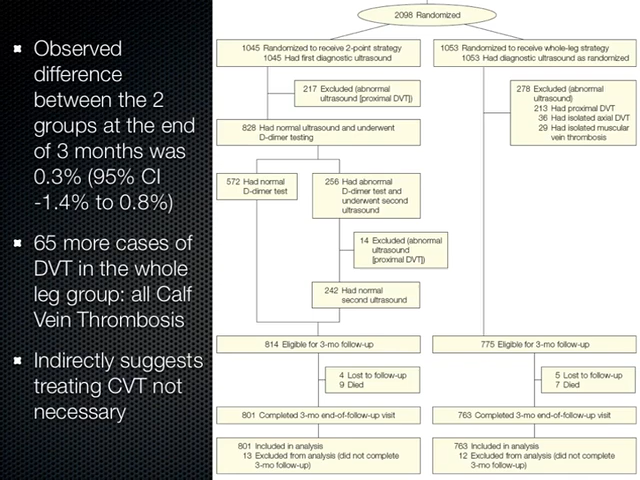 Observed
difference
between the 2
groups at the end
of 3 months was
0.3% (95% CI
-1.4% to 0.8%)
65 more cases of
DVT in the whole
leg group: all Calf
Vein Thrombosis
Indirectly suggests
treating CVT not
necessary
2098 Randomized
1045 Randomized to receive 2-point strategy
1045 Had first diagnostic ultrasound
1053 Randomized to receive whole-leg strategy
1053 Had diagnostic ultrasound as randomized
217 Excluded (abnormal
ultrasound [proximal DVT])
278 Excluded (abnormal
ultrasound)
213 Had proximal DVT
36 Had isolated axial DVT
29 Had isolated muscular
vein thrombosis
828 Had normal ultrasound and underwent
D-dimer testing
572 Had normal
D-dimer test
256 Had abnormal
D-dimer test and
underwent second
ultrasound
14 Excluded (abnormal
ultrasound
[proximal DVT])
242 Had normal
second ultrasound
814 Eligible for 3-mo follow-up
775 Eligible for 3-mo follow-up
4 Lost to follow-up
9 Died
5 Lost to follow-up
7 Died
801 Completed 3-mo end-of-follow-up visit
763 Completed 3-mo end-of-follow-up visit
801 Included in analysis
13 Excluded from analysis (did not complete
3-mo follow-up)
763 Included in analysis
12 Excluded from analysis (did not complete
3-mo follow-up)